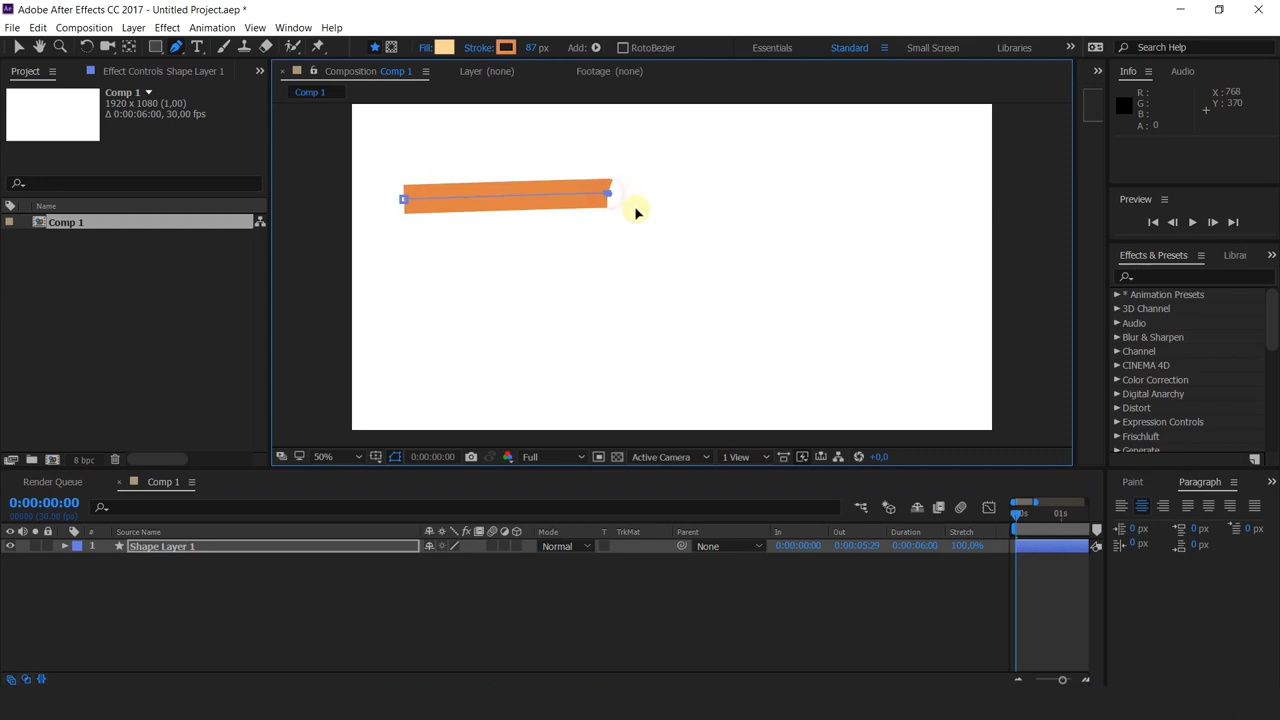 Adobe After Effects CC 2017 - Untitled Project.aep *
File Edit Composition Layer Effect Animation View Window Help
Fill: Stroke: 87 px Add: RotoBezier Essentials Standard Small Screen Libraries Search Help
Project Effect Controls Shape Layer 1 Composition Comp 1 Layer (none) Footage (none) Info Audio
Comp 1
1920 x 1080 (1,00)
Δ 0:00:06:00, 30,00 fps
Comp 1
R: X: 768
G: Y: 370
B:
A: 0
Preview
Name
Comp 1
Effects & Presets Librar
* Animation Presets
3D Channel
Audio
Blur & Sharpen
Channel
CINEMA 4D
Color Correction
Digital Anarchy
Distort
Expression Controls
Frischluft
Generate
8 bpc
50% 0:00:00:00 Full Active Camera 1 View +0,0
Render Queue Comp 1 Paint Paragraph
0:00:00:00
00000 (30.00 fps)
01s
# Source Name Mode T TrkMat Parent In Out Duration Stretch
1 Shape Layer 1 Normal None 0:00:00:00 0:00:05:29 0:00:06:00 100,0%
0 px 0 px 0 px
0 px 0 px